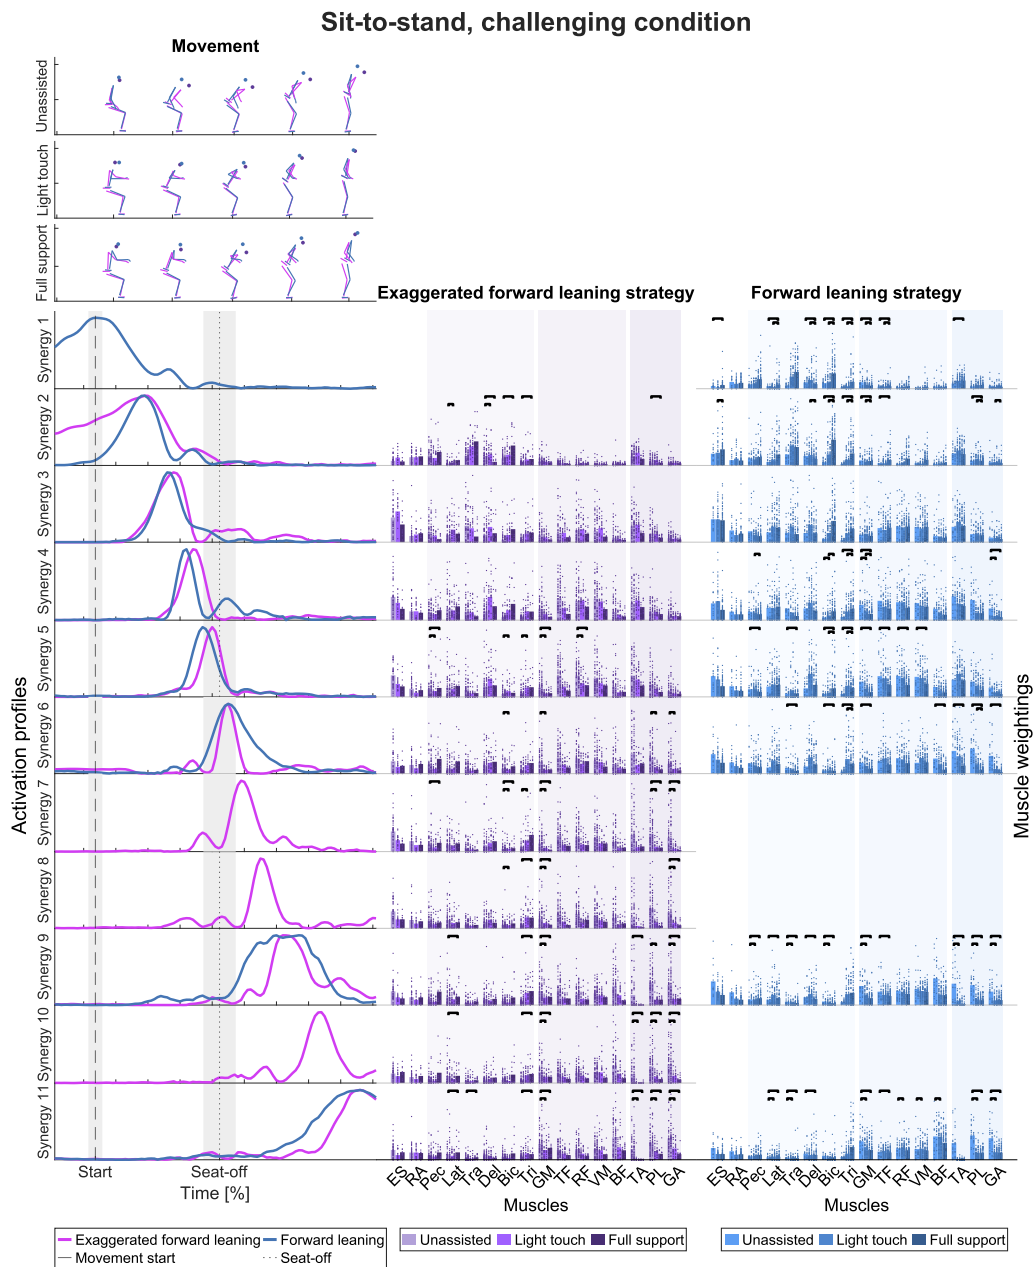 Sit-to-stand, challenging condition
Movement
Unassisted
Light touch
Full support
Exaggerated forward leaning strategy
Forward leaning strategy
Activation profiles
Synergy 1
Synergy 2
Synergy 3
Synergy 4
Synergy 5
Synergy 6
Synergy 7
Synergy 8
Synergy 9
Synergy 10
Synergy 11
Muscle weightings
Start
Seat-off
Time [%]
ES RA Pec Lat Tra Del Bic Tri GM TF RF VM BF TA PL GA
Muscles
ES RA Pec Lat Tra Del Bic Tri GM TF RF VM BF TA PL GA
Muscles
Exaggerated forward leaning Forward leaning
Movement start Seat-off
Unassisted Light touch Full support
Unassisted Light touch Full support